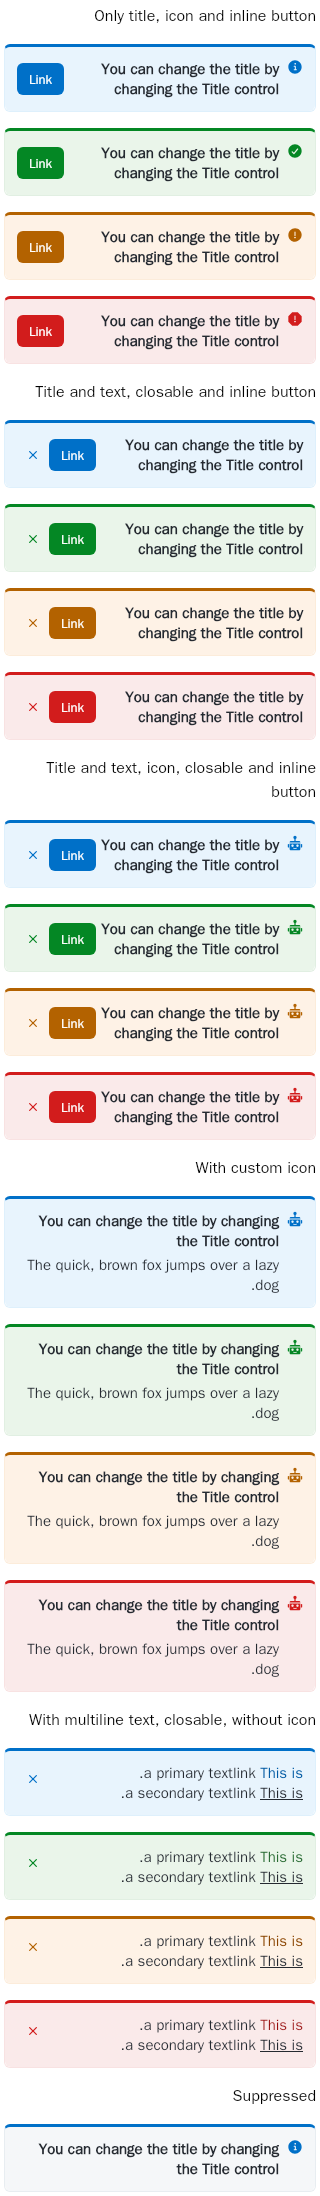 Only title, icon and inline button
You can change the title by
changing the Title control
Link
You can change the title by
changing the Title control
Link
You can change the title by
changing the Title control
Link
You can change the title by
changing the Title control
Link
Title and text, closable and inline button
You can change the title by
changing the Title control
Link
You can change the title by
changing the Title control
Link
You can change the title by
changing the Title control
Link
You can change the title by
changing the Title control
Link
Title and text, icon, closable and inline
button
You can change the title by
changing the Title control
Link
You can change the title by
changing the Title control
Link
You can change the title by
changing the Title control
Link
You can change the title by
changing the Title control
Link
With custom icon
You can change the title by changing
the Title control
The quick, brown fox jumps over a lazy
.dog
You can change the title by changing
the Title control
The quick, brown fox jumps over a lazy
.dog
You can change the title by changing
the Title control
The quick, brown fox jumps over a lazy
.dog
You can change the title by changing
the Title control
The quick, brown fox jumps over a lazy
.dog
With multiline text, closable, without icon
.a primary textlink This is
.a secondary textlink This is
.a primary textlink This is
.a secondary textlink This is
.a primary textlink This is
.a secondary textlink This is
.a primary textlink This is
.a secondary textlink This is
Suppressed
You can change the title by changing
the Title control